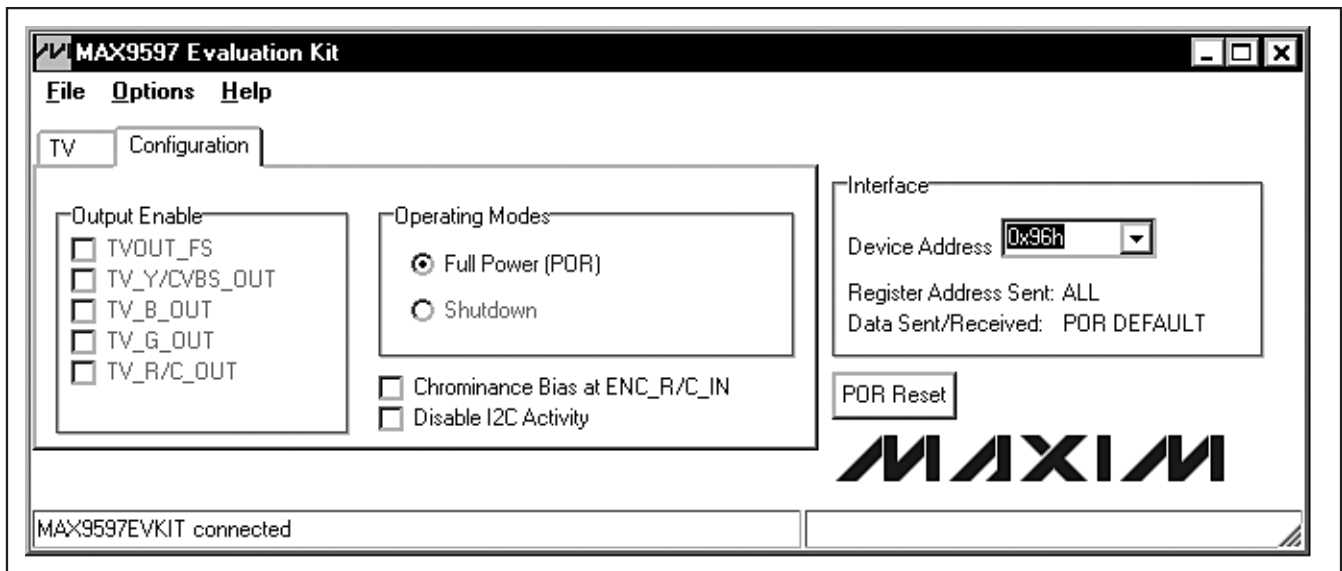 MAX9597 Evaluation Kit
File Options Help
TV Configuration
Output Enable
TVOUT_FS
TV_Y/CVBS_OUT
TV_B_OUT
TV_G_OUT
TV_R/C_OUT
Operating Modes
Full Power (POR)
Shutdown
Chrominance Bias at ENC_R/C_IN
Disable I2C Activity
Interface
Device Address 0x96h
Register Address Sent: ALL
Data Sent/Received: POR DEFAULT
POR Reset
MAXIM
MAX9597EVKIT connected